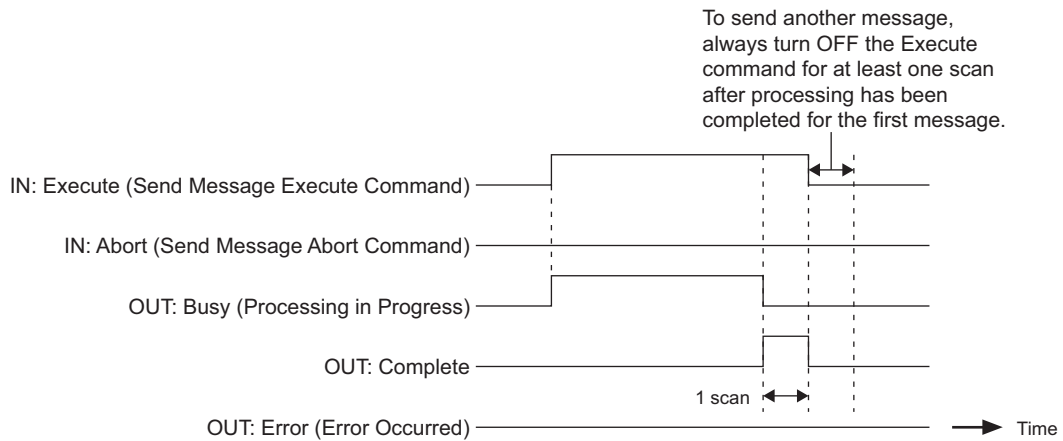 To send another message,
always turn OFF the Execute
command for at least one scan
after processing has been
completed for the first message.
IN: Execute (Send Message Execute Command)
IN: Abort (Send Message Abort Command)
OUT: Busy (Processing in Progress)
OUT: Complete
1 scan
OUT: Error (Error Occurred)
Time